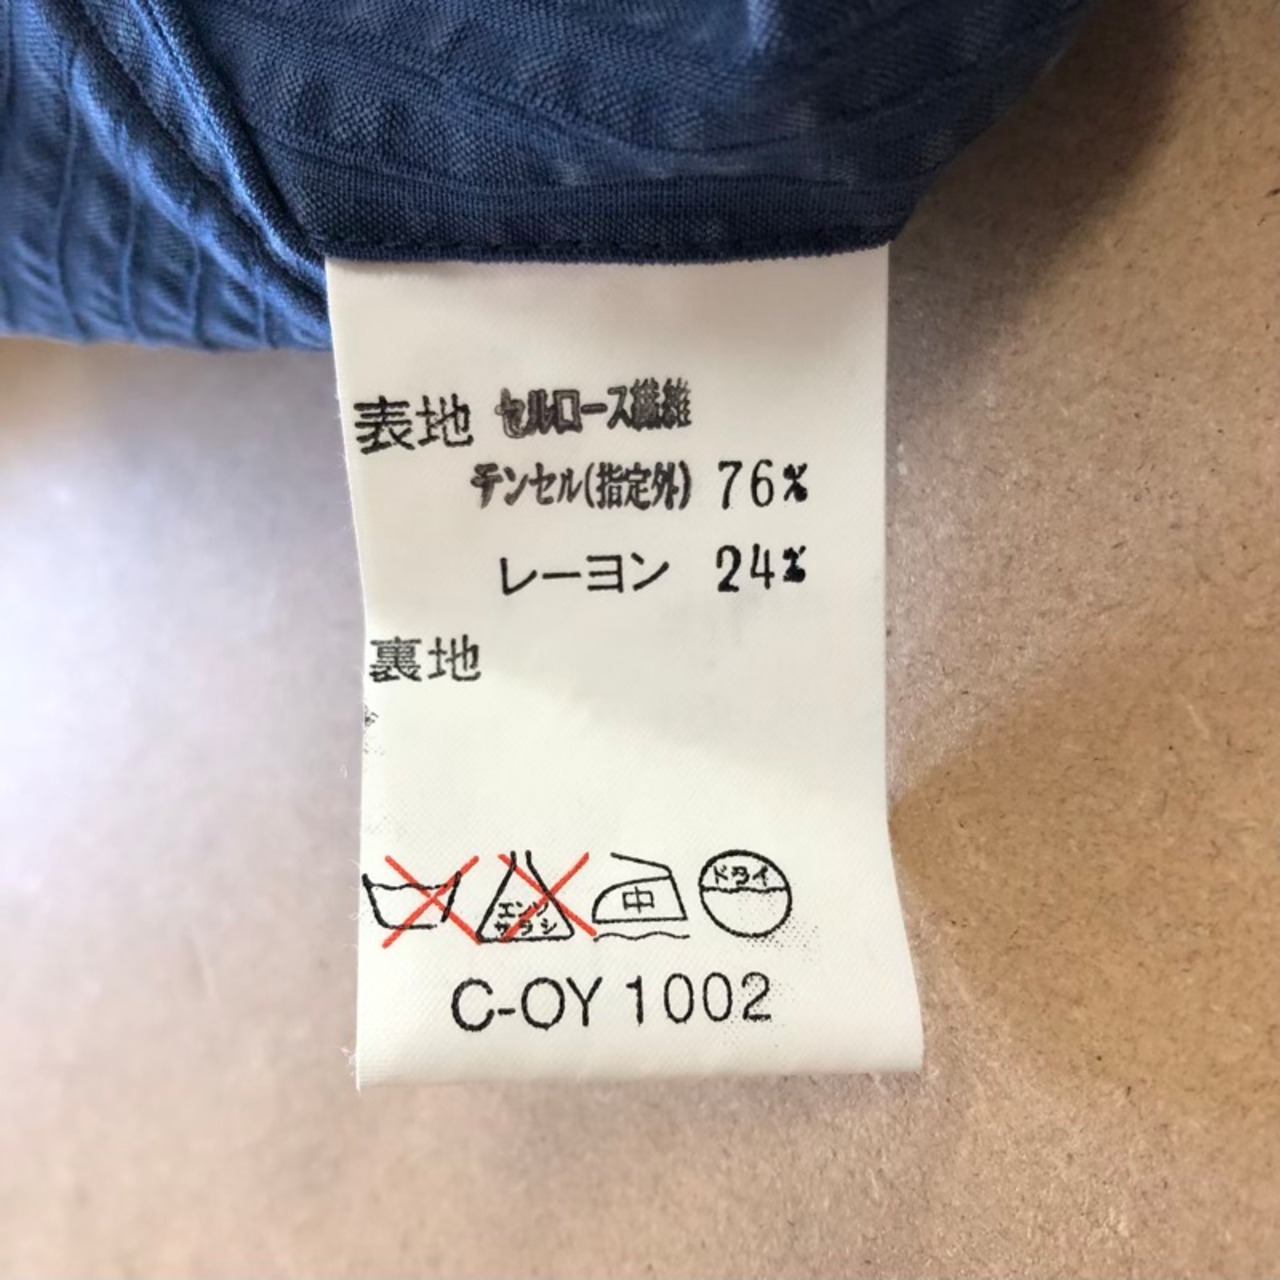 表地 セルロース繊維
テンセル(指定外) 76%
レーヨン 24%
裏地
エンソ
サラシ
中
ドライ
C-OY 1002